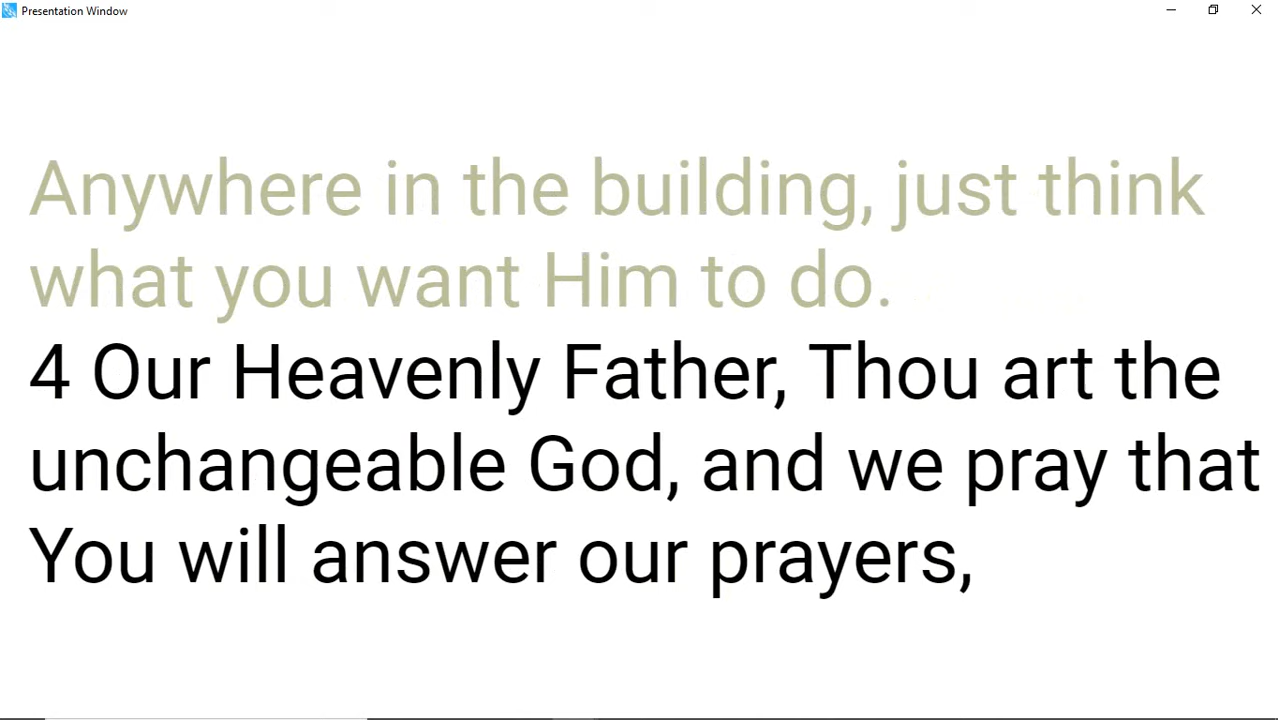 Presentation Window
Anywhere in the building, just think
what you want Him to do.
4 Our Heavenly Father, Thou art the
unchangeable God, and we pray that
You will answer our prayers,